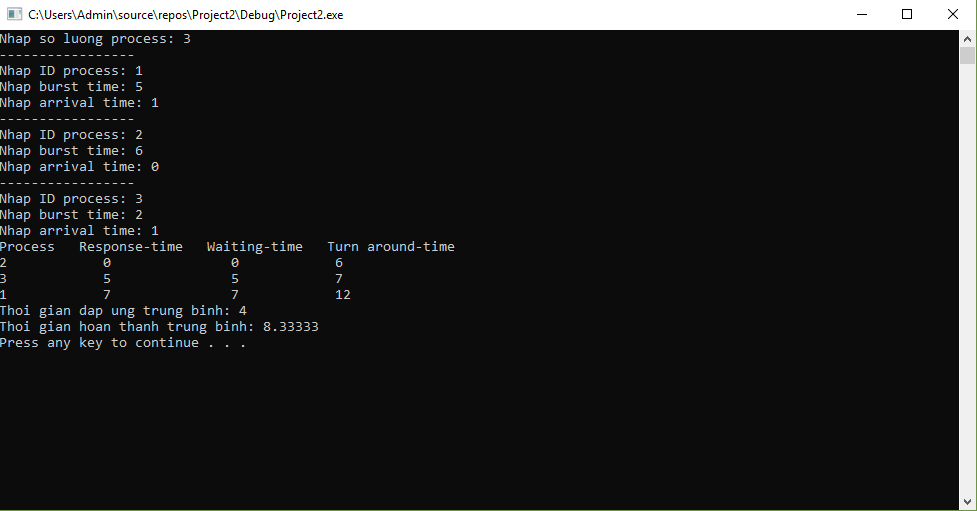 C:\Users\Admin\source\repos\Project2\Debug\Project2.exe
Nhap so luong process: 3
-----------------
Nhap ID process: 1
Nhap burst time: 5
Nhap arrival time: 1
-----------------
Nhap ID process: 2
Nhap burst time: 6
Nhap arrival time: 0
-----------------
Nhap ID process: 3
Nhap burst time: 2
Nhap arrival time: 1
Process   Response-time   Waiting-time   Turn around-time
2            0               0            6
3            5               5            7
1            7               7            12
Thoi gian dap ung trung binh: 4
Thoi gian hoan thanh trung binh: 8.33333
Press any key to continue . . .